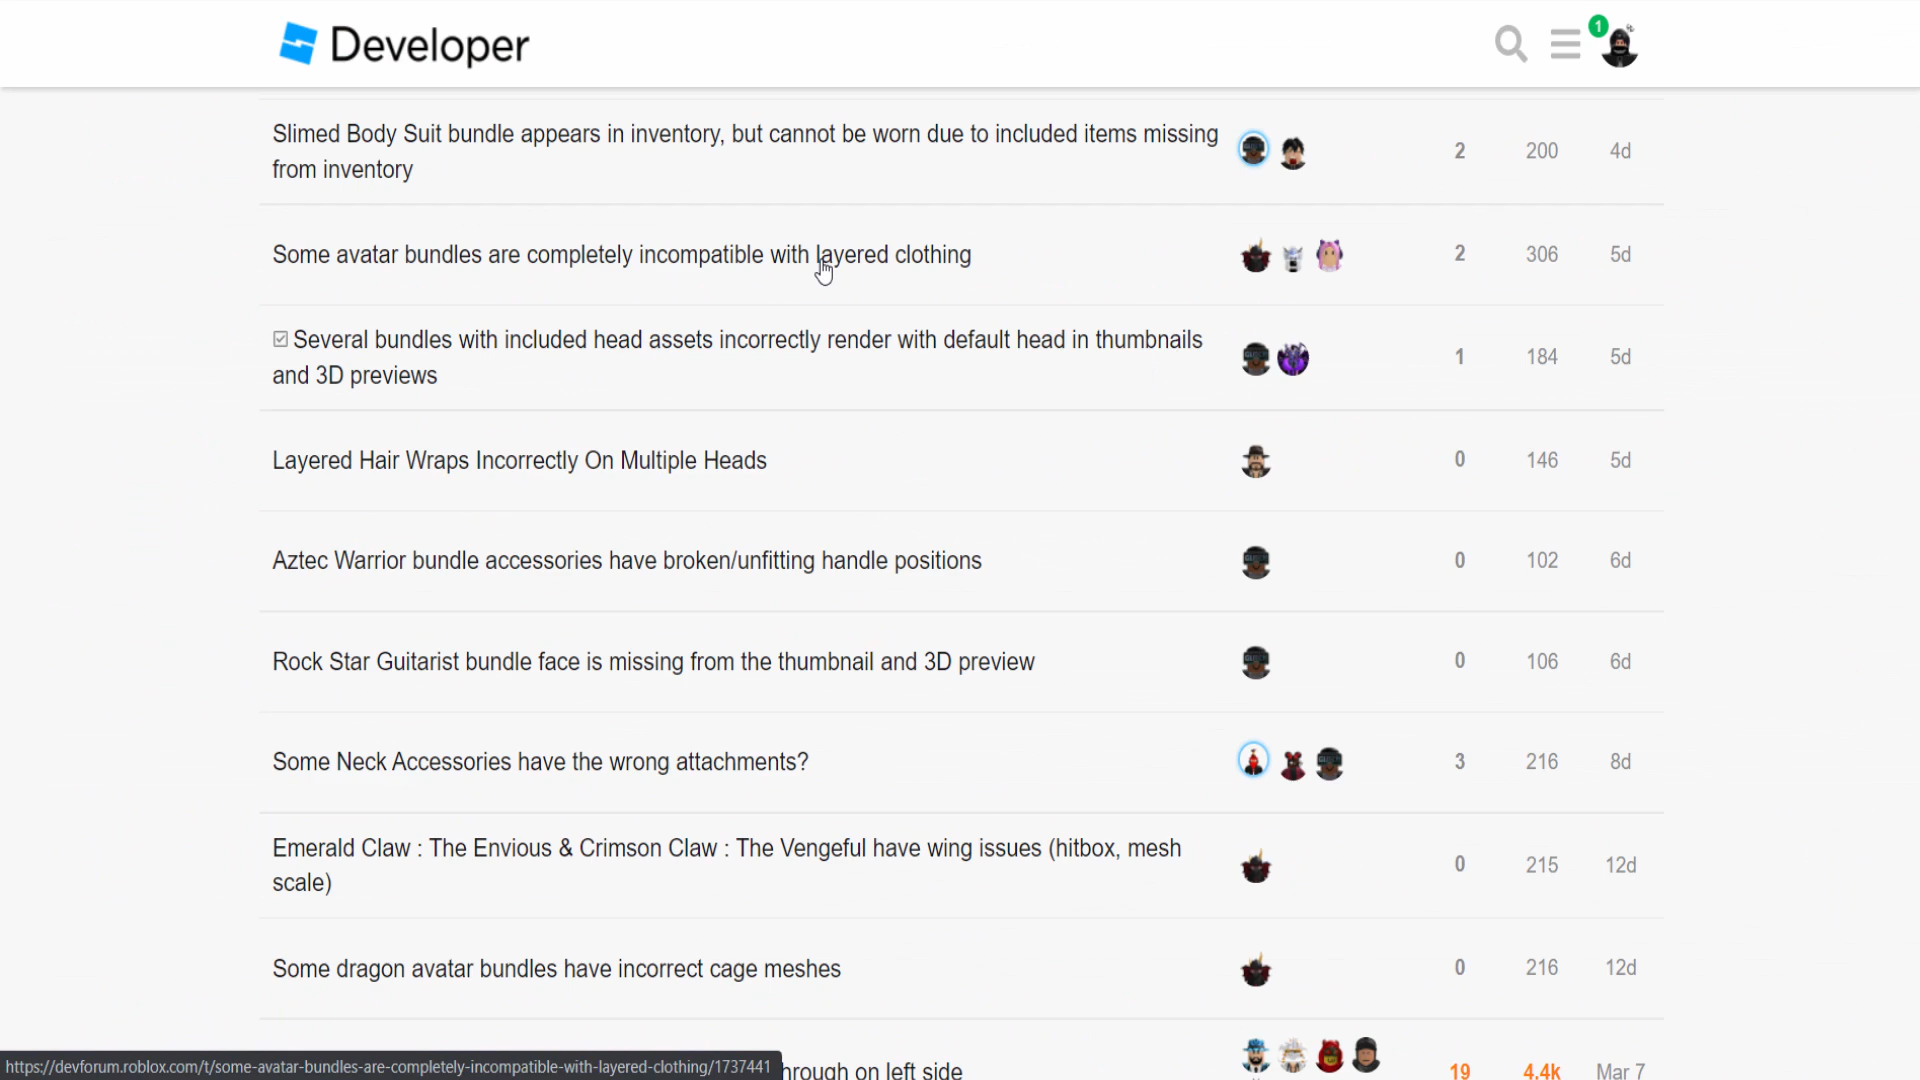 Developer
1
Slimed Body Suit bundle appears in inventory, but cannot be worn due to included items missing
from inventory
2 200 4d
Some avatar bundles are completely incompatible with layered clothing
2 306 5d
Several bundles with included head assets incorrectly render with default head in thumbnails
and 3D previews
1 184 5d
Layered Hair Wraps Incorrectly On Multiple Heads
0 146 5d
Aztec Warrior bundle accessories have broken/unfitting handle positions
0 102 6d
Rock Star Guitarist bundle face is missing from the thumbnail and 3D preview
0 106 6d
Some Neck Accessories have the wrong attachments?
3 216 8d
Emerald Claw : The Envious & Crimson Claw : The Vengeful have wing issues (hitbox, mesh
scale)
0 215 12d
Some dragon avatar bundles have incorrect cage meshes
0 216 12d
hrough on left side
19 4.4k Mar 7
https://devforum.roblox.com/t/some-avatar-bundles-are-completely-incompatible-with-layered-clothing/1737441